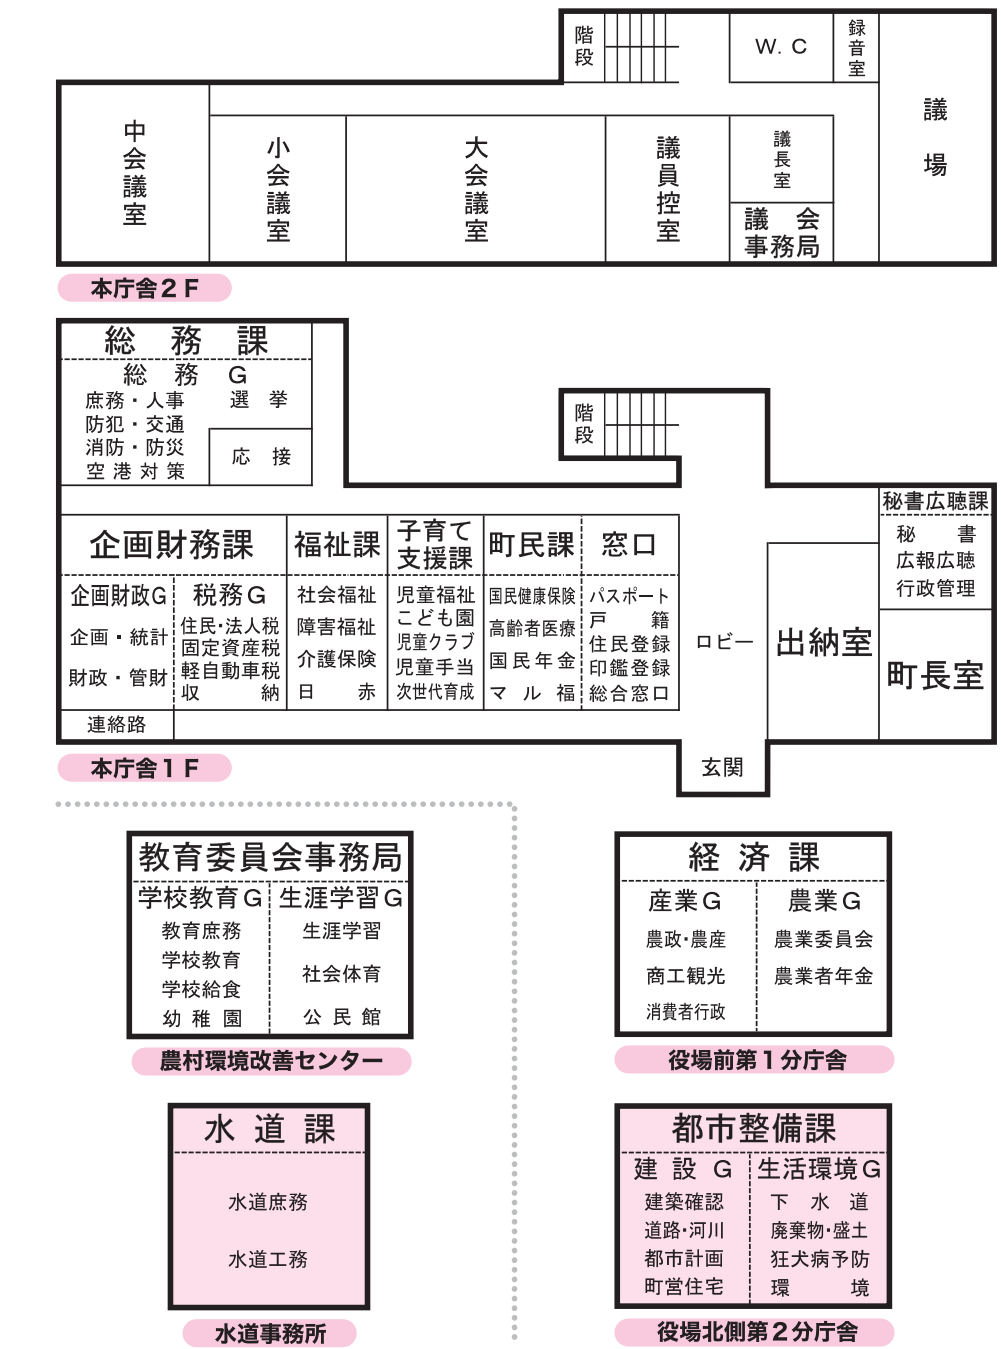 階段
W.C
録音室
議場
中会議室
小会議室
大会議室
議員控室
議長室
議会
事務局
本庁舎2F
総務課
総務G
庶務・人事
選挙
防犯・交通
消防・防災
空港対策
応接
階段
企画財務課
企画財政G
企画・統計
財政・管財
税務G
住民・法人税
固定資産税
軽自動車税
収納
連絡路
福祉課
社会福祉
障害福祉
介護保険
日赤
子育て
支援課
児童福祉
こども園
児童クラブ
児童手当
次世代育成
町民課
国民健康保険
高齢者医療
国民年金
マル福
窓口
パスポート
戸籍
住民登録
印鑑登録
総合窓口
ロビー
出納室
秘書広聴課
秘書
広報広聴
行政管理
町長室
玄関
本庁舎1F
教育委員会事務局
学校教育G
教育庶務
学校教育
学校給食
幼稚園
生涯学習G
生涯学習
社会体育
公民館
農村環境改善センター
経済課
産業G
農政・農産
商工観光
消費者行政
農業G
農業委員会
農業者年金
役場前第1分庁舎
水道課
水道庶務
水道工務
水道事務所
都市整備課
建設G
建築確認
道路・河川
都市計画
町営住宅
生活環境G
下水道
廃棄物・盛土
狂犬病予防
環境
役場北側第2分庁舎